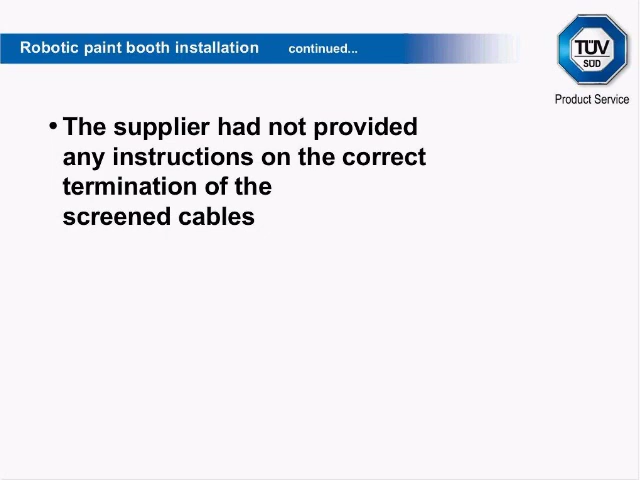 Robotic paint booth installation continued...
TÜV
SÜD
Product Service
• The supplier had not provided
any instructions on the correct
termination of the
screened cables